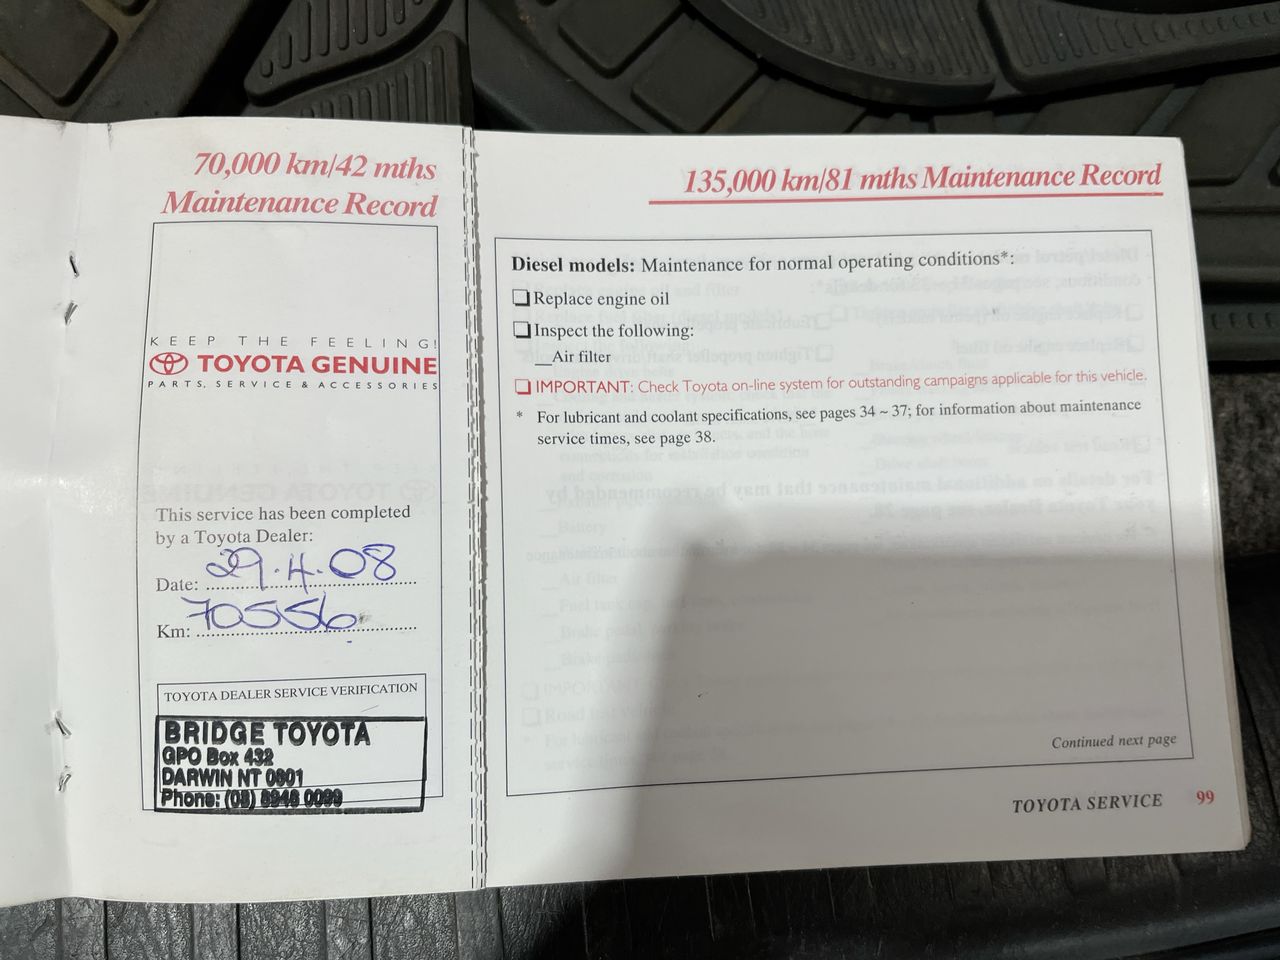 70,000 km/42 mths
Maintenance Record
KEEP THE FEELING!
TOYOTA GENUINE
PARTS, SERVICE & ACCESSORIES
This service has been completed
by a Toyota Dealer:
Date: 29.4.08
Km: 70556
TOYOTA DEALER SERVICE VERIFICATION
BRIDGE TOYOTA
GPO Box 432
DARWIN NT 0801
Phone: (08) 8946 0099
135,000 km/81 mths Maintenance Record
Diesel models: Maintenance for normal operating conditions*:
❑ Replace engine oil
❑ Inspect the following:
__ Air filter
❑ IMPORTANT: Check Toyota on-line system for outstanding campaigns applicable for this vehicle.
* For lubricant and coolant specifications, see pages 34 ~ 37; for information about maintenance
service times, see page 38.
Continued next page
TOYOTA SERVICE 99